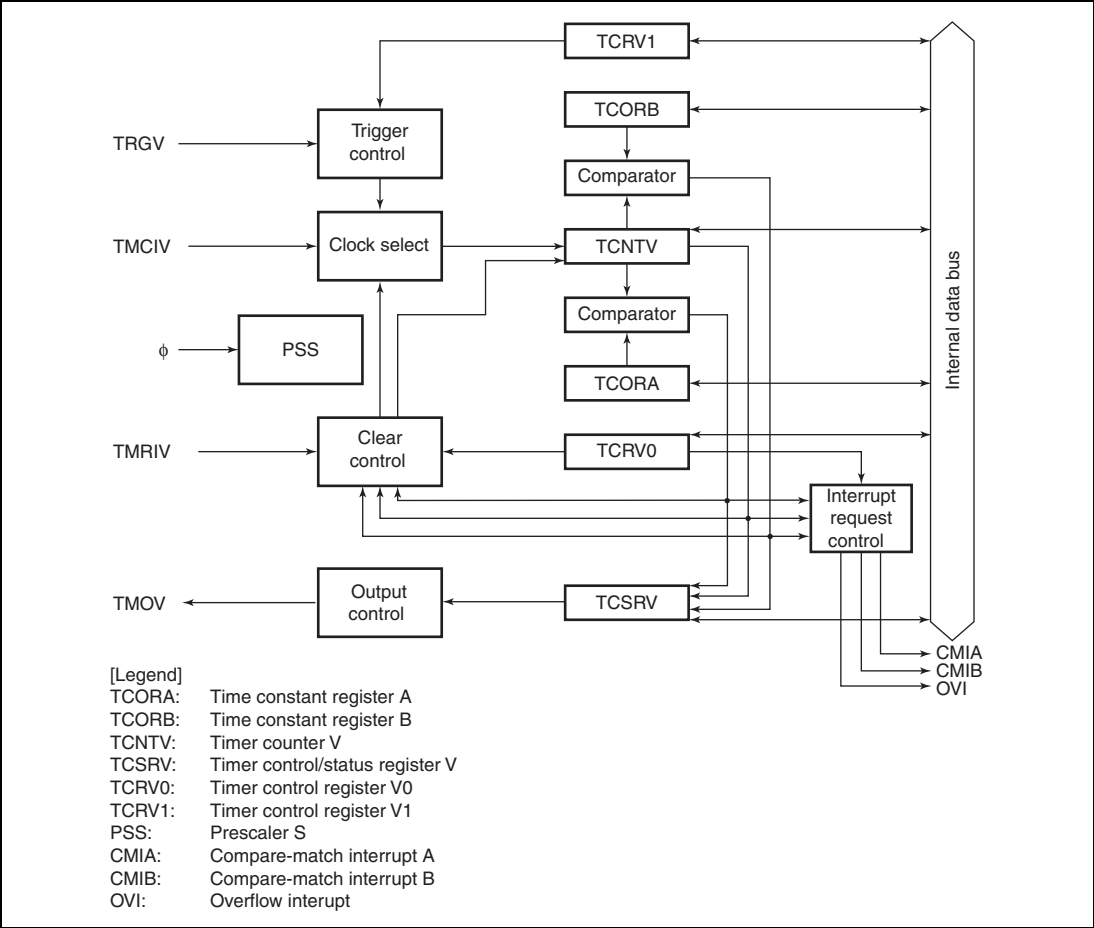 TCRV1
TCORB
TRGV
Trigger
control
Comparator
TMCIV
Clock select
TCNTV
Internal data bus
Comparator
φ
PSS
TCORA
TMRIV
Clear
control
TCRV0
Interrupt
request
control
TMOV
Output
control
TCSRV
CMIA
CMIB
OVI
[Legend]
TCORA: Time constant register A
TCORB: Time constant register B
TCNTV: Timer counter V
TCSRV: Timer control/status register V
TCRV0: Timer control register V0
TCRV1: Timer control register V1
PSS: Prescaler S
CMIA: Compare-match interrupt A
CMIB: Compare-match interrupt B
OVI: Overflow interupt